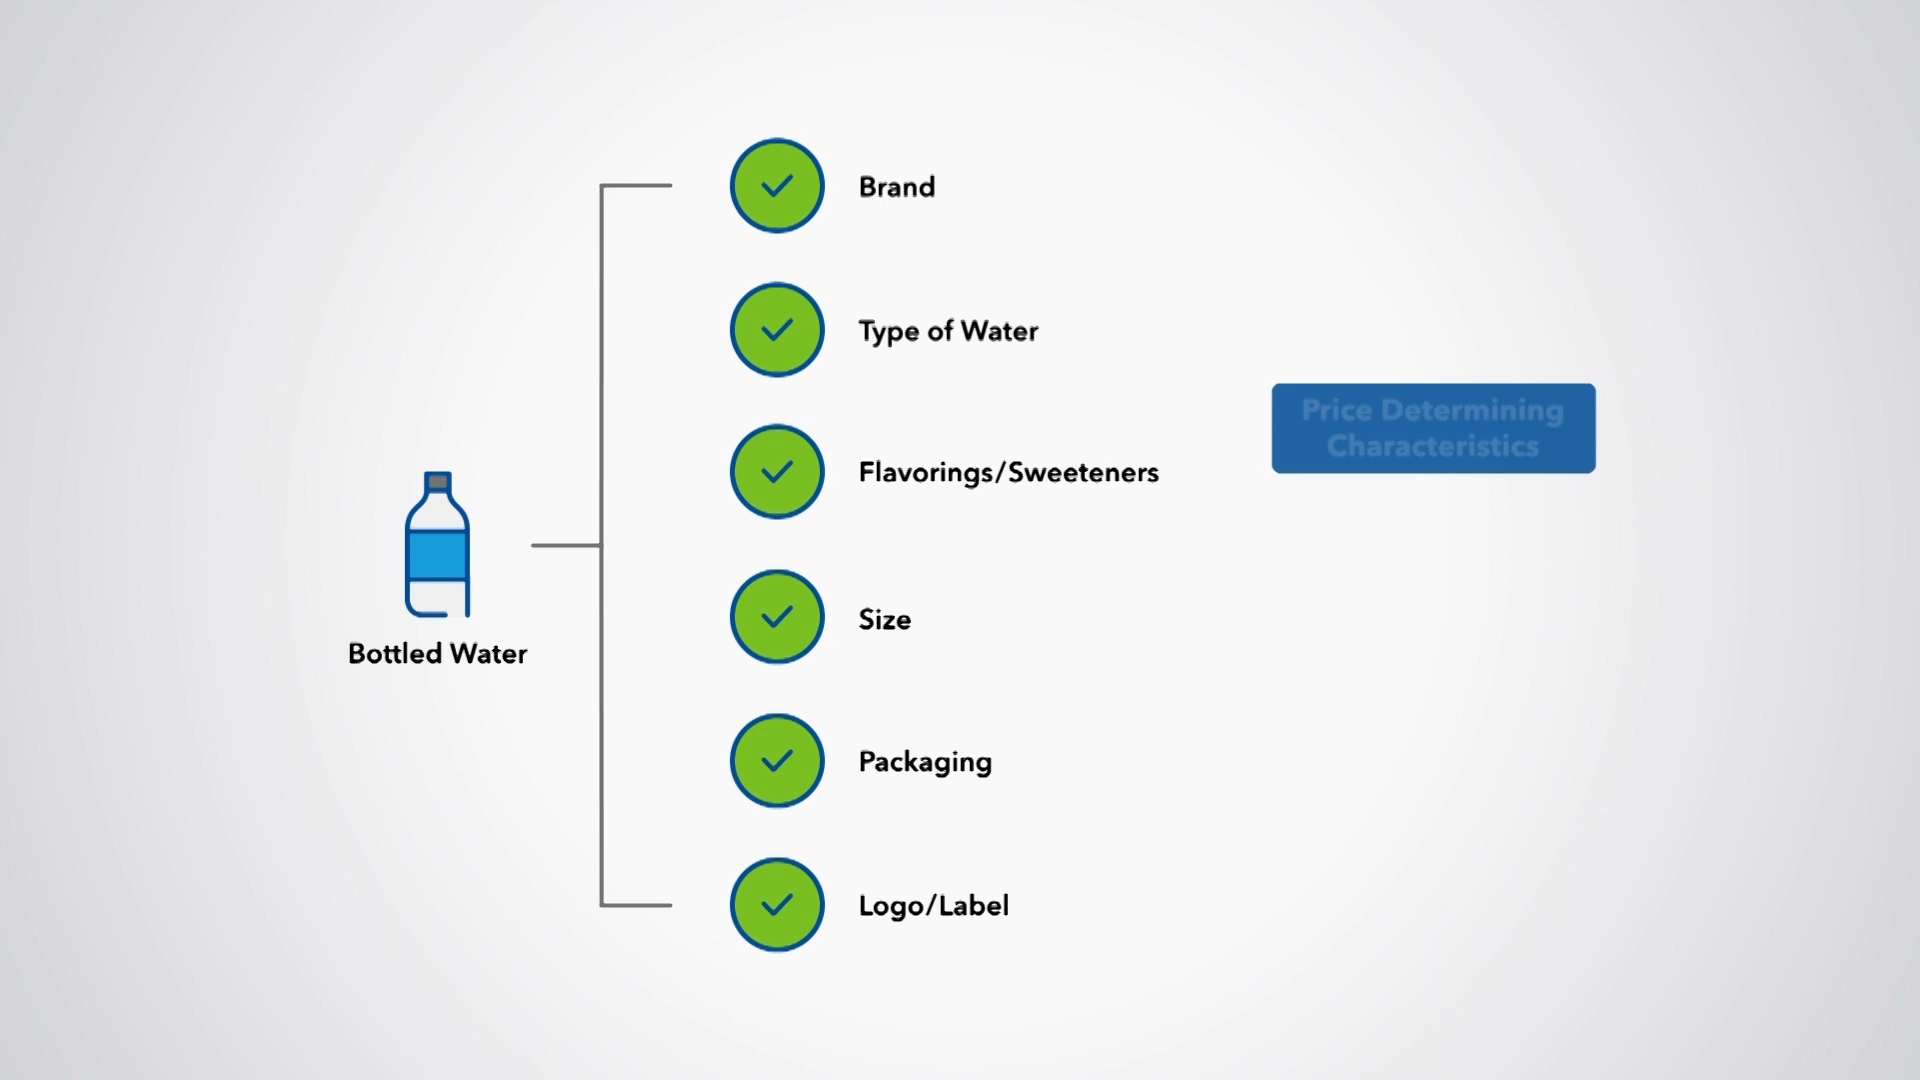 Brand
Type of Water
Price Determining
Characteristics
Flavorings/Sweeteners
Size
Bottled Water
Packaging
Logo/Label